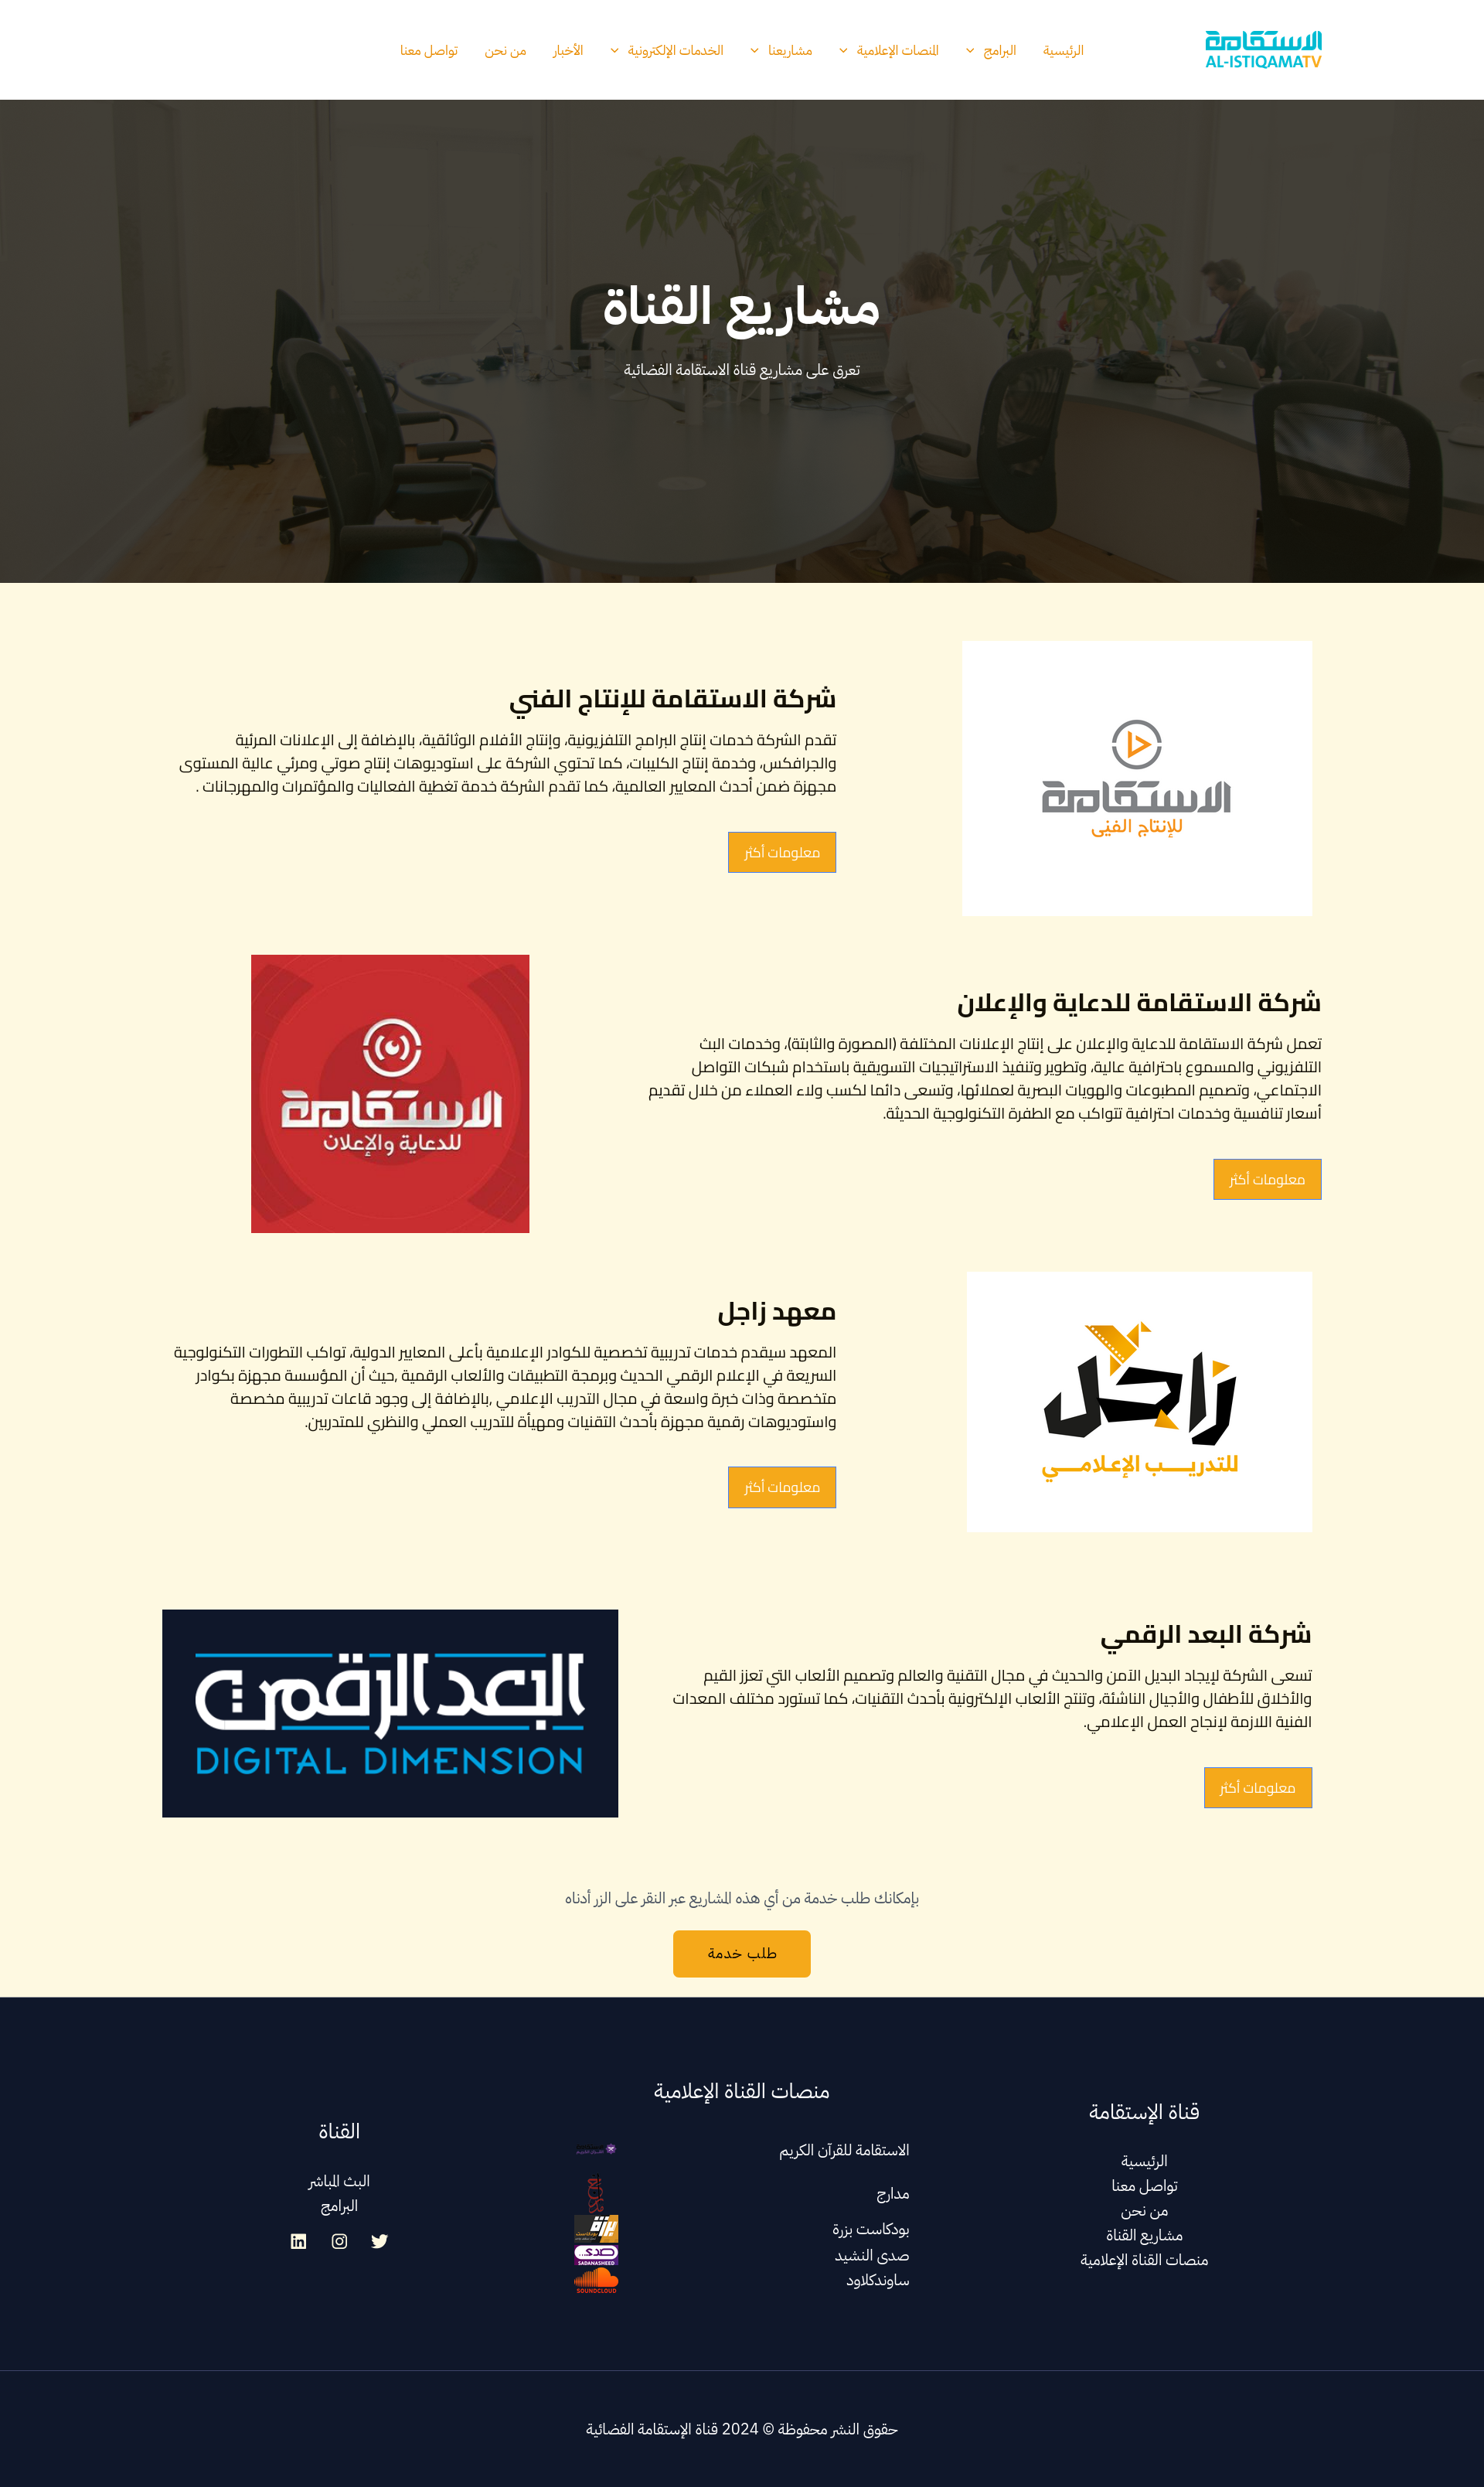 الاستقامة
AL-ISTIQAMATV
الرئيسية
البرامج
المنصات الإعلامية
مشاريعنا
الخدمات الإلكترونية
الأخبار
من نحن
تواصل معنا
مشاريع القناة
تعرق على مشاريع قناة الاستقامة الفضائية
الاستقامة
للإنتاج الفني
شركة الاستقامة للإنتاج الفني
تقدم الشركة خدمات إنتاج البرامج التلفزيونية، وإنتاج الأفلام الوثائقية، بالإضافة إلى الإعلانات المرئية
والجرافكس، وخدمة إنتاج الكليبات، كما تحتوي الشركة على استوديوهات إنتاج صوتي ومرئي عالية المستوى
مجهزة ضمن أحدث المعايير العالمية، كما تقدم الشركة خدمة تغطية الفعاليات والمؤتمرات والمهرجانات .
معلومات أكثر
شركة الاستقامة للدعاية والإعلان
تعمل شركة الاستقامة للدعاية والإعلان على إنتاج الإعلانات المختلفة (المصورة والثابتة)، وخدمات البث
التلفزيوني والمسموع باحترافية عالية، وتطوير وتنفيذ الاستراتيجيات التسويقية باستخدام شبكات التواصل
الاجتماعي، وتصميم المطبوعات والهويات البصرية لعملائها، وتسعى دائما لكسب ولاء العملاء من خلال تقديم
أسعار تنافسية وخدمات احترافية تتواكب مع الطفرة التكنولوجية الحديثة.
معلومات أكثر
الاستقامة
للدعاية والإعلان
زاجل
للتدريب الإعلامي
معهد زاجل
المعهد سيقدم خدمات تدريبية تخصصية للكوادر الإعلامية بأعلى المعايير الدولية، تواكب التطورات التكنولوجية
السريعة في الإعلام الرقمي الحديث وبرمجة التطبيقات والألعاب الرقمية ,حيث أن المؤسسة مجهزة بكوادر
متخصصة وذات خبرة واسعة في مجال التدريب الإعلامي ,بالإضافة إلى وجود قاعات تدريبية مخصصة
واستوديوهات رقمية مجهزة بأحدث التقنيات ومهيأة للتدريب العملي والنظري للمتدربين.
معلومات أكثر
شركة البعد الرقمي
تسعى الشركة لإيجاد البديل الآمن والحديث في مجال التقنية والعالم وتصميم الألعاب التي تعزز القيم
والأخلاق للأطفال والأجيال الناشئة، وتنتج الألعاب الإلكترونية بأحدث التقنيات، كما تستورد مختلف المعدات
الفنية اللازمة لإنجاح العمل الإعلامي.
معلومات أكثر
البعد الرقمي
DIGITAL DIMENSION
بإمكانك طلب خدمة من أي هذه المشاريع عبر النقر على الزر أدناه
طلب خدمة
قناة الإستقامة
الرئيسية
تواصل معنا
من نحن
مشاريع القناة
منصات القناة الإعلامية
منصات القناة الإعلامية
الاستقامة للقرآن الكريم
مدارج
بودكاست بزرة
بزرة
صدى النشيد
صدى
SADANASHEED
ساوندكلاود
SOUNDCLOUD
القناة
البث المباشر
البرامج
حقوق النشر محفوظة © 2024 قناة الإستقامة الفضائية